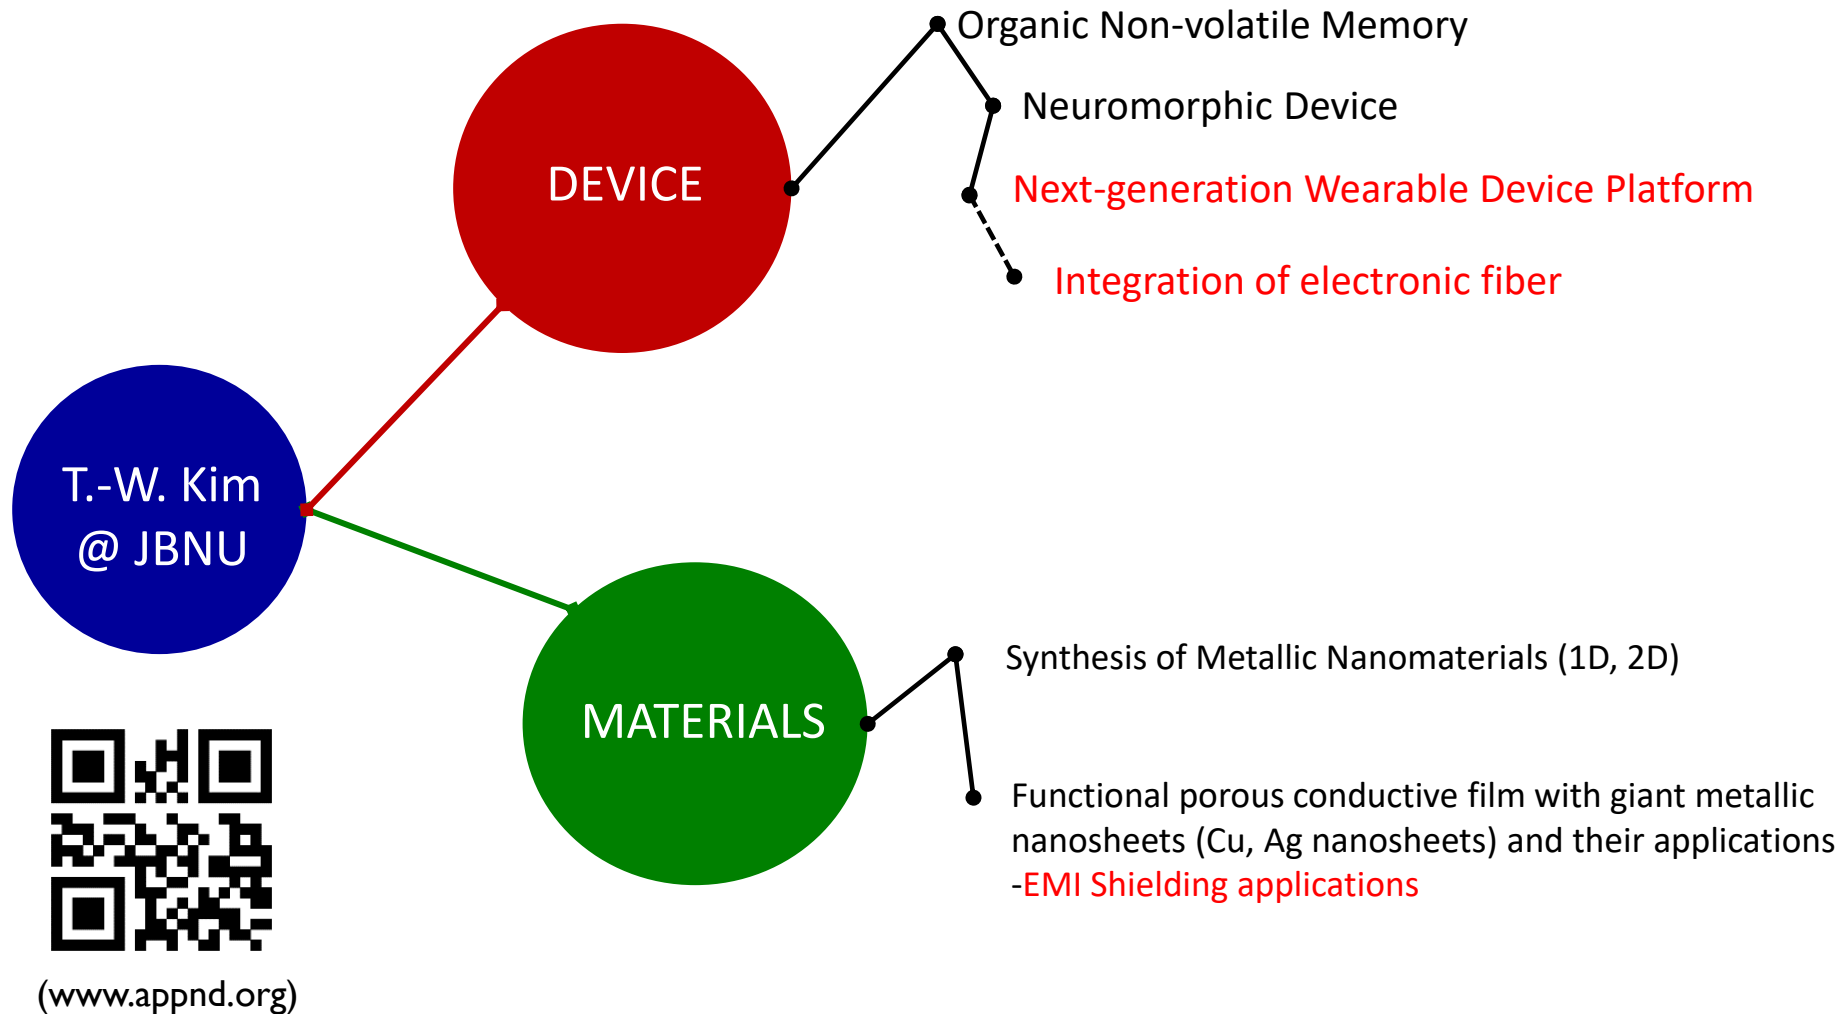 Organic Non-volatile Memory
Neuromorphic Device
DEVICE
Next-generation Wearable Device Platform
Integration of electronic fiber
T.-W. Kim
@ JBNU
MATERIALS
Synthesis of Metallic Nanomaterials (1D, 2D)
Functional porous conductive film with giant metallic
nanosheets (Cu, Ag nanosheets) and their applications
-EMI Shielding applications
(www.appnd.org)